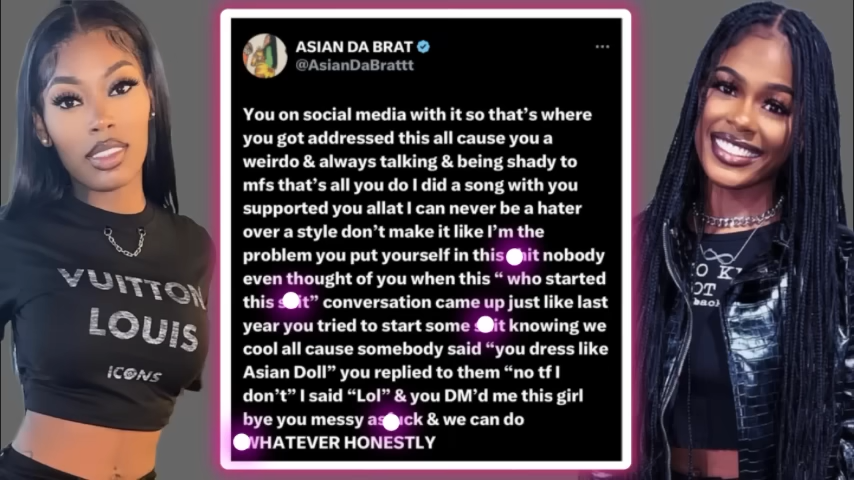 ASIAN DA BRAT
@AsianDaBrattt
You on social media with it so that's where
you got addressed this all cause you a
weirdo & always talking & being shady to
mfs that's all you do I did a song with you
supported you allat I can never be a hater
over a style don't make it like I'm the
problem you put yourself in this hit nobody
even thought of you when this “ who started
this s it” conversation came up just like last
year you tried to start some s it knowing we
cool all cause somebody said “you dress like
Asian Doll” you replied to them “no tf I
don't” I said “Lol” & you DM'd me this girl
bye you messy as uck & we can do
WHATEVER HONESTLY
VUITTON
LOUIS
ICONS